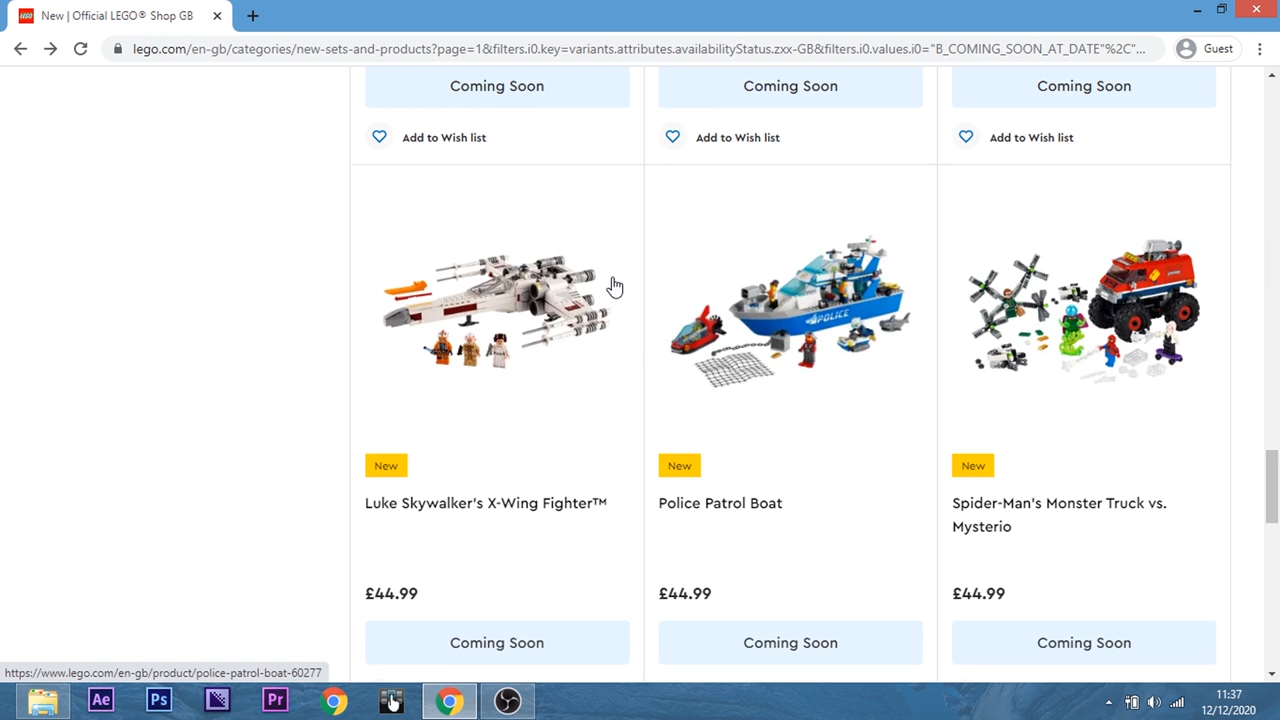 New | Official LEGO® Shop GB
lego.com/en-gb/categories/new-sets-and-products?page=1&filters.i0.key=variants.attributes.availabilityStatus.zxx-GB&filters.i0.values.i0="B_COMING_SOON_AT_DATE"%2C"...
Guest
Coming Soon Coming Soon Coming Soon
Add to Wish list Add to Wish list Add to Wish list
POLICE
New New New
Luke Skywalker's X-Wing Fighter™ Police Patrol Boat Spider-Man's Monster Truck vs.
Mysterio
£44.99 £44.99 £44.99
Coming Soon Coming Soon Coming Soon
https://www.lego.com/en-gb/product/police-patrol-boat-60277
Ae Ps Pr
11:37
12/12/2020